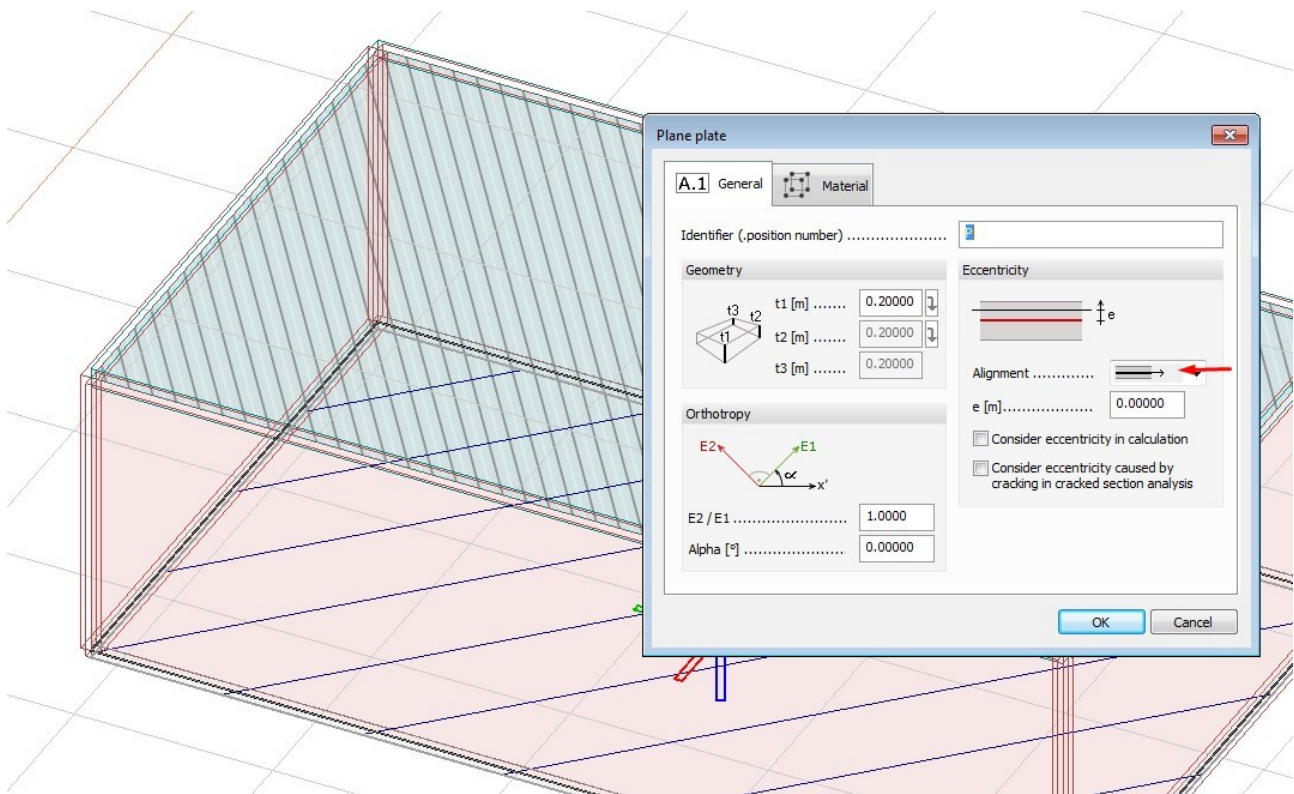 Plane plate
A.1 General
Material
Identifier (.position number) .....................
P
Geometry
t3
t2
t1
t1 [m] .......
0.20000
t2 [m] .......
0.20000
t3 [m] .......
0.20000
Orthotropy
E2
E1
α
x'
E2 / E1 ........................
1.0000
Alpha [°] ......................
0.00000
Eccentricity
e
Alignment .............
e [m]...................
0.00000
Consider eccentricity in calculation
Consider eccentricity caused by
cracking in cracked section analysis
OK
Cancel